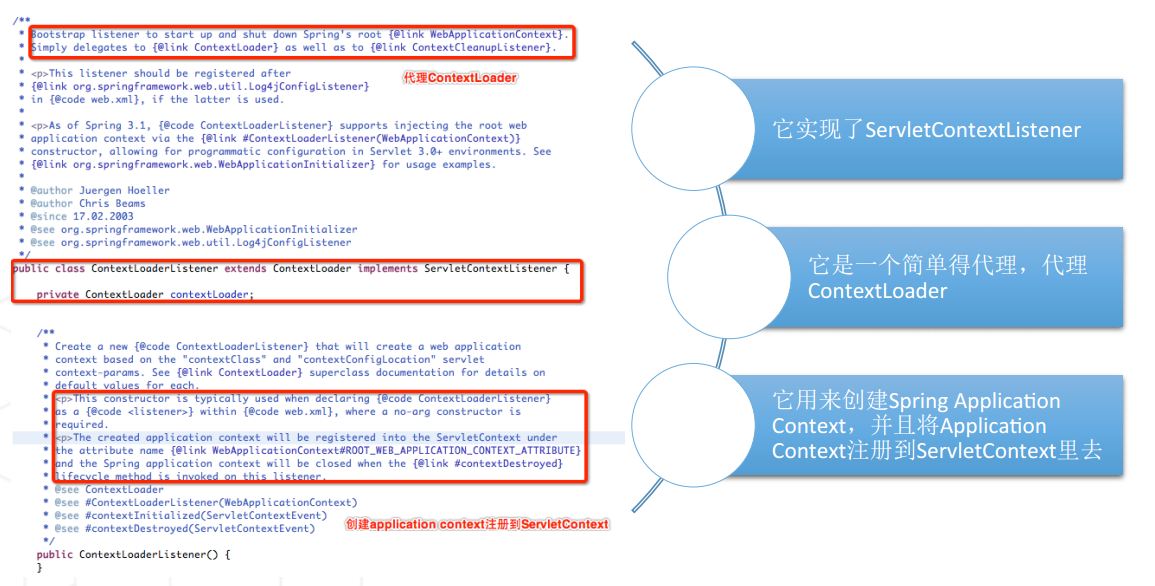 /**
* Bootstrap listener to start up and shut down Spring's root {@link WebApplicationContext}.
* Simply delegates to {@link ContextLoader} as well as to {@link ContextCleanupListener}.
*
* <p>This listener should be registered after
代理ContextLoader
* {@link org.springframework.web.util.Log4jConfigListener}
* in {@code web.xml}, if the latter is used.
*
* <p>As of Spring 3.1, {@code ContextLoaderListener} supports injecting the root web
* application context via the {@link #ContextLoaderListener(WebApplicationContext)}
* constructor, allowing for programmatic configuration in Servlet 3.0+ environments. See
* {@link org.springframework.web.WebApplicationInitializer} for usage examples.
*
* @author Juergen Hoeller
* @author Chris Beams
* @since 17.02.2003
* @see org.springframework.web.WebApplicationInitializer
* @see org.springframework.web.util.Log4jConfigListener
*/
public class ContextLoaderListener extends ContextLoader implements ServletContextListener {
private ContextLoader contextLoader;
/**
* Create a new {@code ContextLoaderListener} that will create a web application
* context based on the "contextClass" and "contextConfigLocation" servlet
* context-params. See {@link ContextLoader} superclass documentation for details on
* default values for each.
* <p>This constructor is typically used when declaring {@code ContextLoaderListener}
* as a {@code <listener>} within {@code web.xml}, where a no-arg constructor is
* required.
* <p>The created application context will be registered into the ServletContext under
* the attribute name {@link WebApplicationContext#ROOT_WEB_APPLICATION_CONTEXT_ATTRIBUTE}
* and the Spring application context will be closed when the {@link #contextDestroyed}
* lifecycle method is invoked on this listener.
* @see ContextLoader
* @see #ContextLoaderListener(WebApplicationContext)
* @see #contextInitialized(ServletContextEvent)
* @see #contextDestroyed(ServletContextEvent)
创建application context注册到ServletContext
*/
public ContextLoaderListener() {
}
它实现了ServletContextListener
它是一个简单得代理，代理
ContextLoader
它用来创建Spring Application
Context，并且将Application
Context注册到ServletContext里去